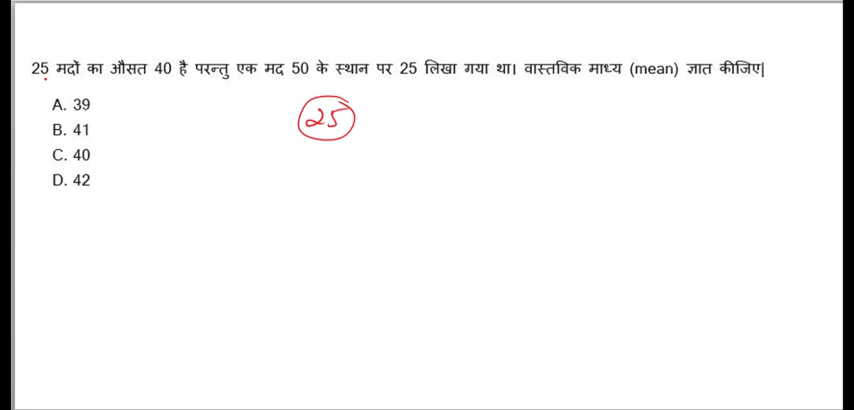 25 मदों का औसत 40 है परन्तु एक मद 50 के स्थान पर 25 लिखा गया था। वास्तविक माध्य (mean) ज्ञात कीजिए|
A. 39
25
B. 41
C. 40
D. 42